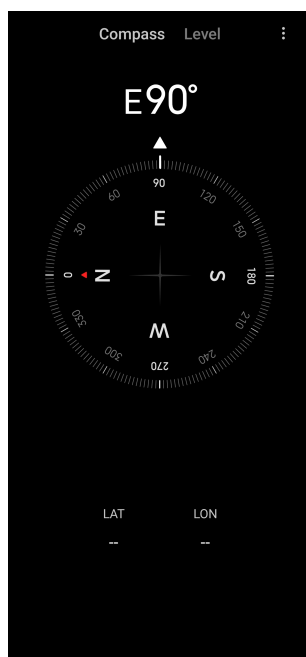 Compass Level
E90°
90
60 120
E
30 150
0 N S 180
330 210
W
300 240
270
LAT LON
-- --